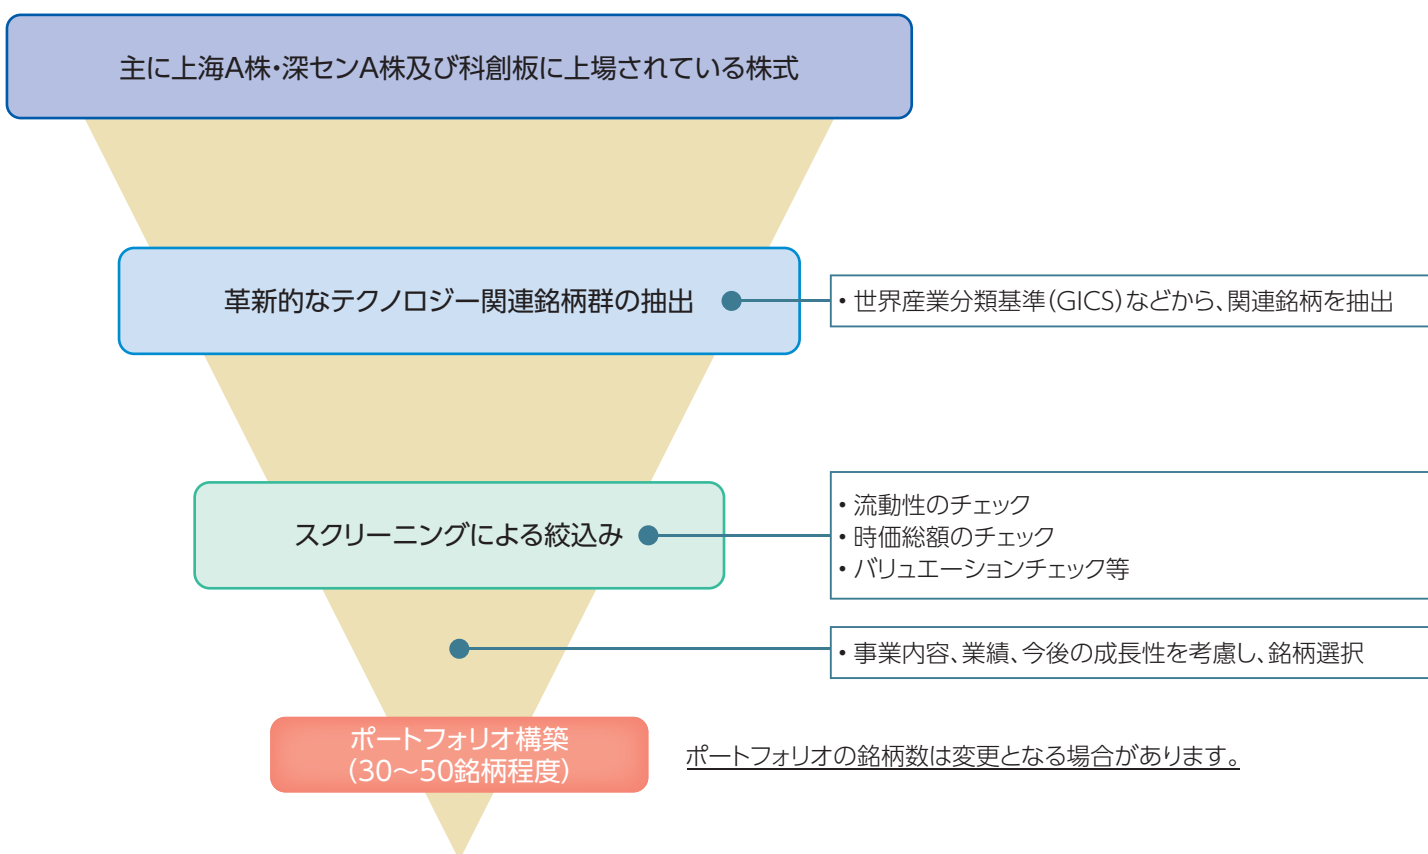 主に上海A株・深センA株及び科創板に上場されている株式
革新的なテクノロジー関連銘柄群の抽出
・世界産業分類基準(GICS)などから、関連銘柄を抽出
スクリーニングによる絞込み
・流動性のチェック
・時価総額のチェック
・バリュエーションチェック等
・事業内容、業績、今後の成長性を考慮し、銘柄選択
ポートフォリオ構築
(30〜50銘柄程度)
ポートフォリオの銘柄数は変更となる場合があります。